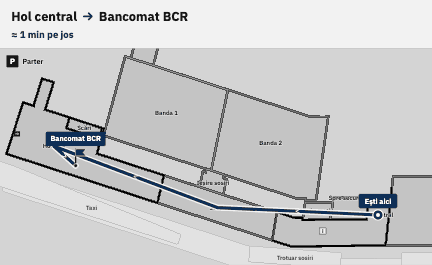 Hol central → Bancomat BCR
≈ 1 min pe jos
P Parter
Banda 1
Scări
Bancomat BCR
Banda 2
Ieșire sosiri
Ești aici
Taxi
Trotuar sosiri